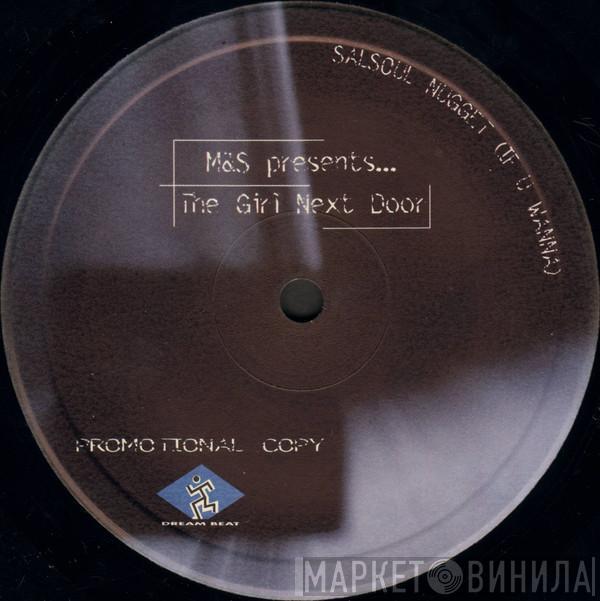 SALSOUL NUGGET (IF U WANNA)
M&S presents...
The Girl Next Door
PROMOTIONAL COPY
DREAM BEAT
МАРКЕТ ВИНИЛА